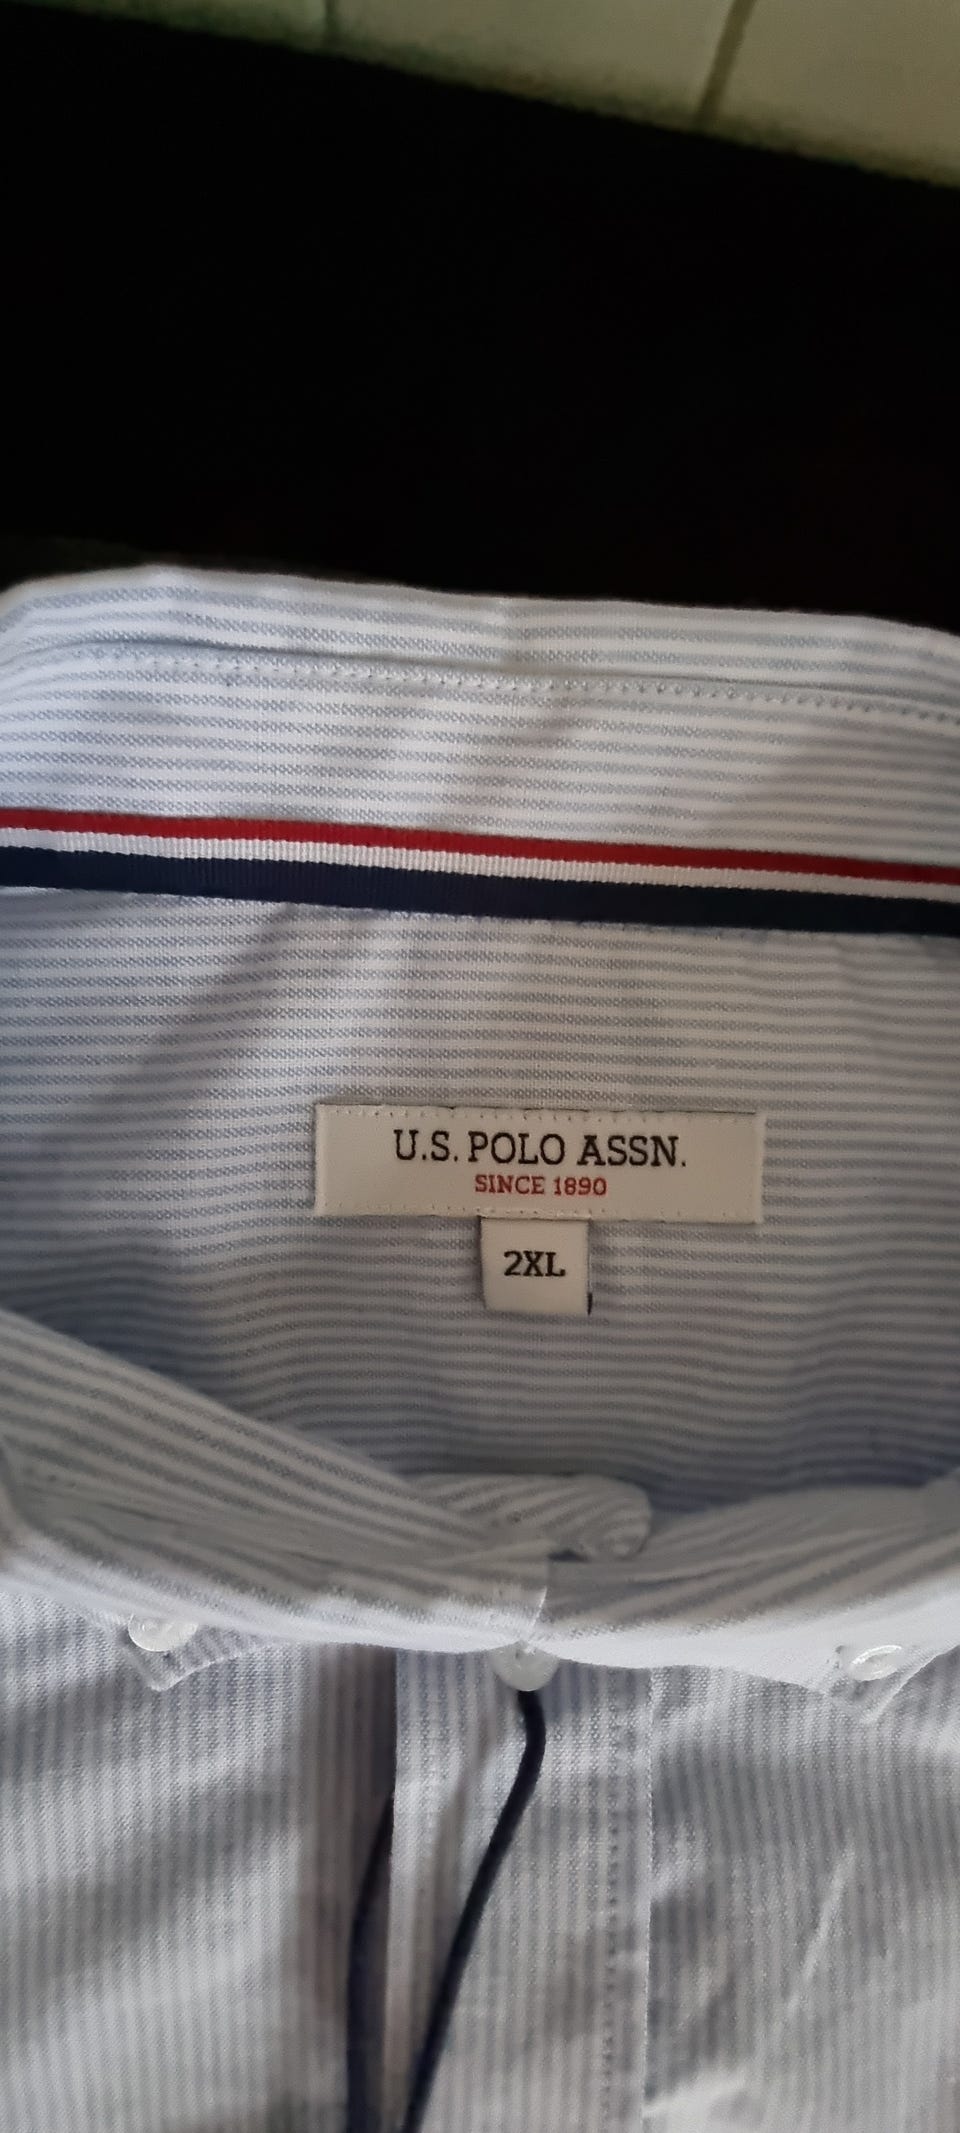 U.S. POLO ASSN.
SINCE 1890
2XL